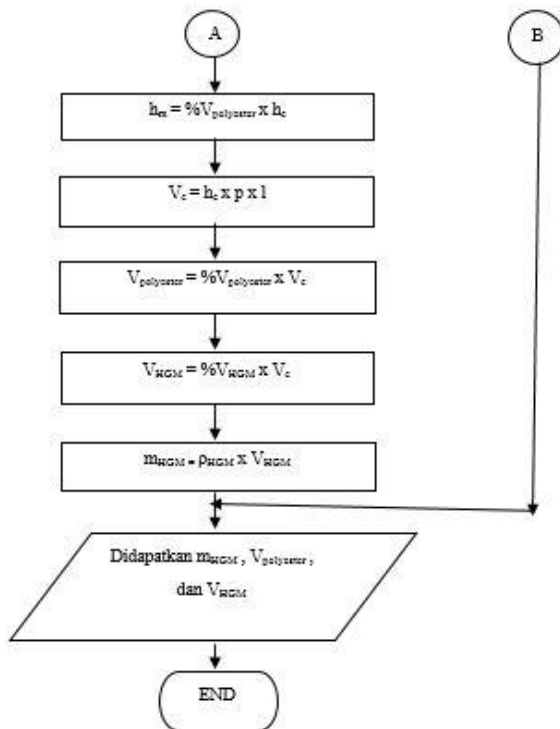 A
B
hₘ = %Vpolyester x hc
Vc = hc x p x l
Vpolyester = %Vpolyester x Vc
VHGM = %VHGM x Vc
mHGM = ρHGM x VHGM
Didapatkan mHGM , Vpolyester ,
dan VHGM
END